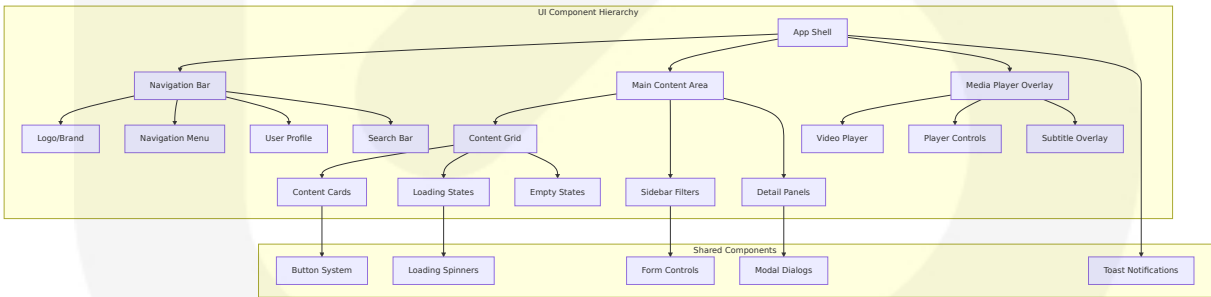 UI Component Hierarchy
App Shell
Navigation Bar
Main Content Area
Media Player Overlay
Logo/Brand
Navigation Menu
User Profile
Search Bar
Content Grid
Video Player
Player Controls
Subtitle Overlay
Content Cards
Loading States
Empty States
Sidebar Filters
Detail Panels
Shared Components
Button System
Loading Spinners
Form Controls
Modal Dialogs
Toast Notifications